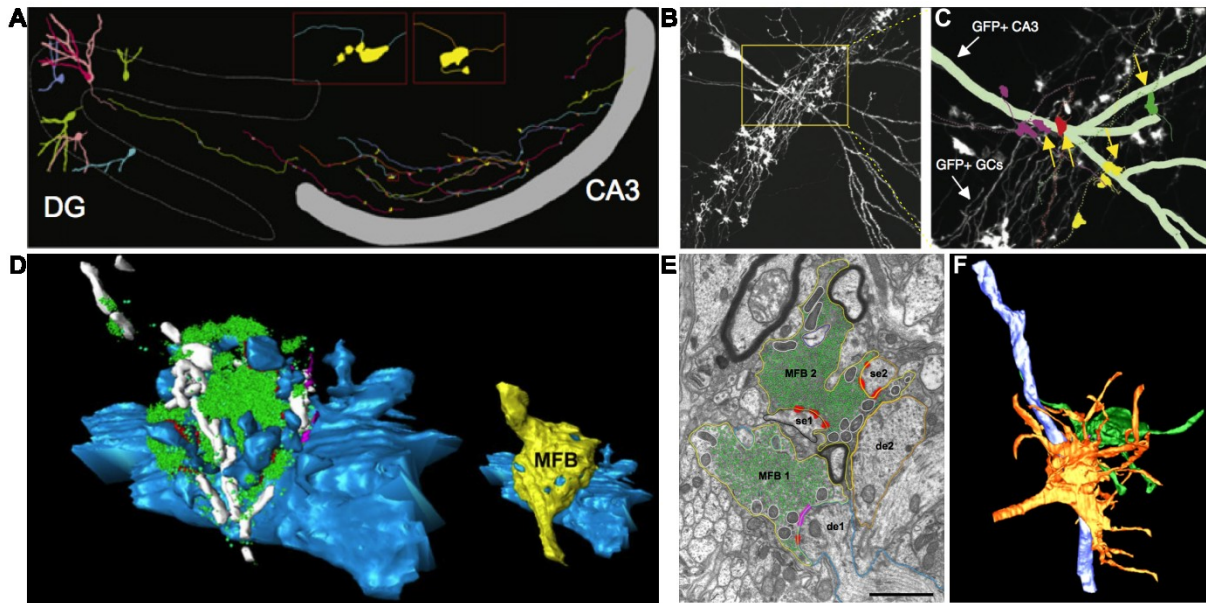 A
DG
CA3
B
C
GFP+ CA3
GFP+ GCs
D
MFB
E
MFB 2
se2
se1
de2
MFB 1
de1
F